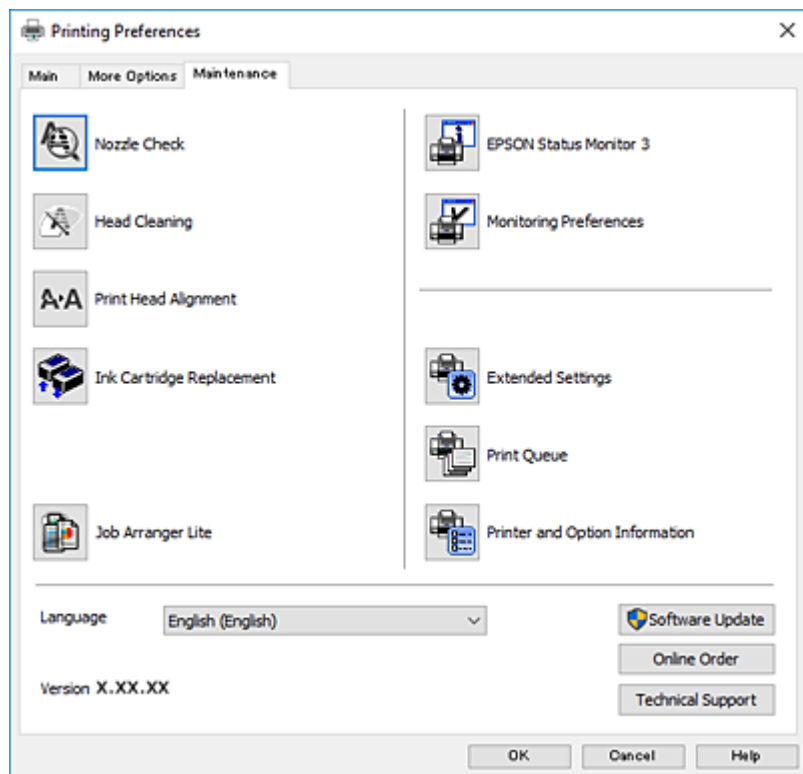 Printing Preferences
Main More Options Maintenance
Nozzle Check
Head Cleaning
A·A Print Head Alignment
Ink Cartridge Replacement
Job Arranger Lite
EPSON Status Monitor 3
Monitoring Preferences
Extended Settings
Print Queue
Printer and Option Information
Language English (English)
Version X.XX.XX
Software Update
Online Order
Technical Support
OK Cancel Help